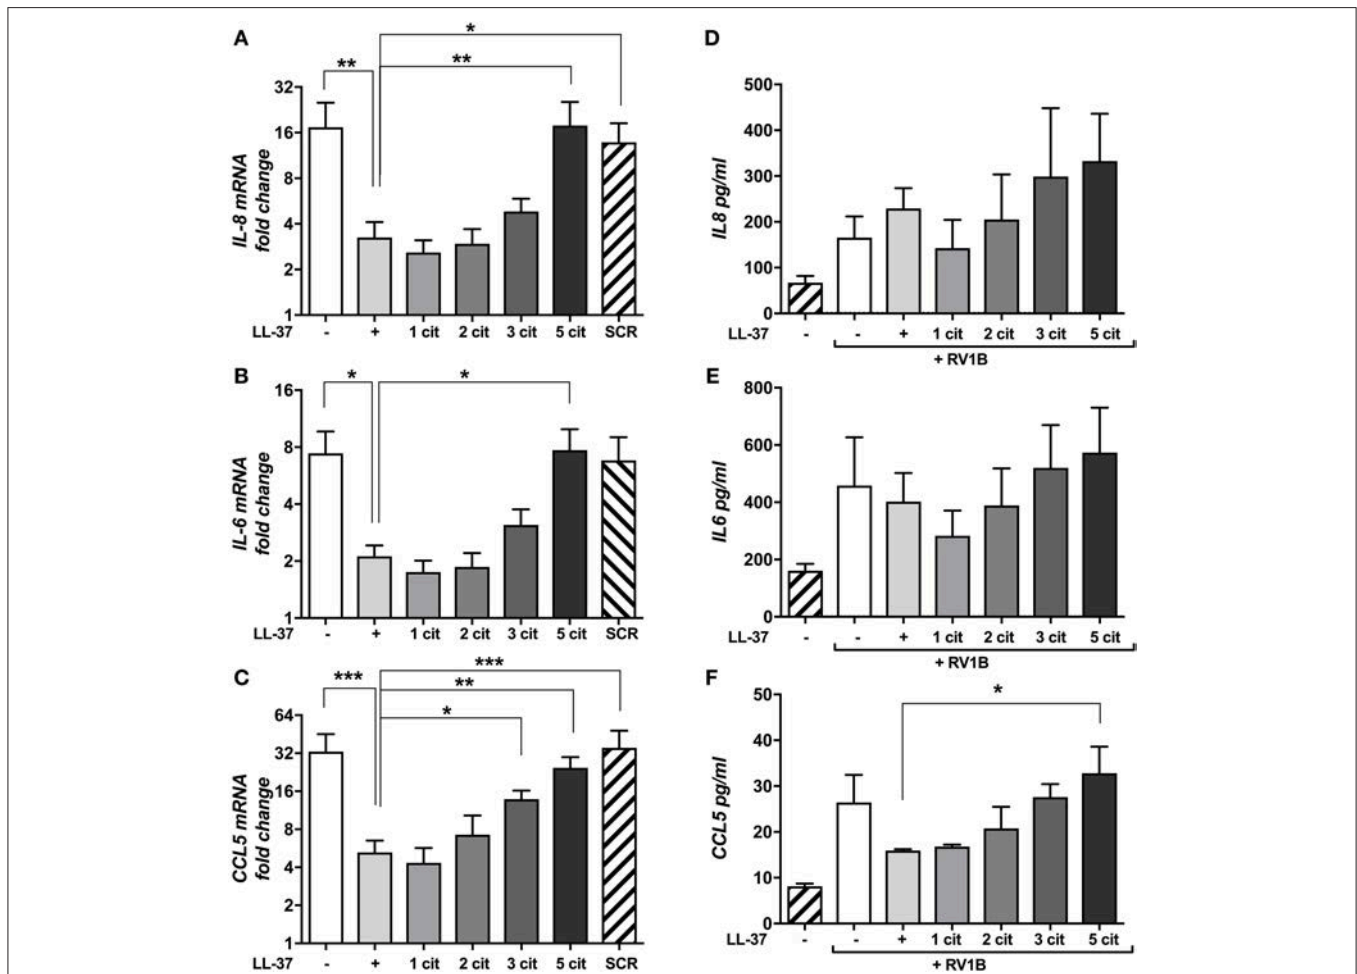 A
*
**
**
IL-8 mRNA
fold change
32
16
8
4
2
1
LL-37 - + 1 cit 2 cit 3 cit 5 cit SCR
B
*
*
IL-6 mRNA
fold change
16
8
4
2
1
LL-37 - + 1 cit 2 cit 3 cit 5 cit SCR
C
***
***
**
*
CCL5 mRNA
fold change
64
32
16
8
4
2
1
LL-37 - + 1 cit 2 cit 3 cit 5 cit SCR
D
IL8 pg/ml
500
400
300
200
100
0
LL-37 - - + 1 cit 2 cit 3 cit 5 cit
+ RV1B
E
IL6 pg/ml
800
600
400
200
0
LL-37 - - + 1 cit 2 cit 3 cit 5 cit
+ RV1B
F
*
CCL5 pg/ml
50
40
30
20
10
0
LL-37 - - + 1 cit 2 cit 3 cit 5 cit
+ RV1B